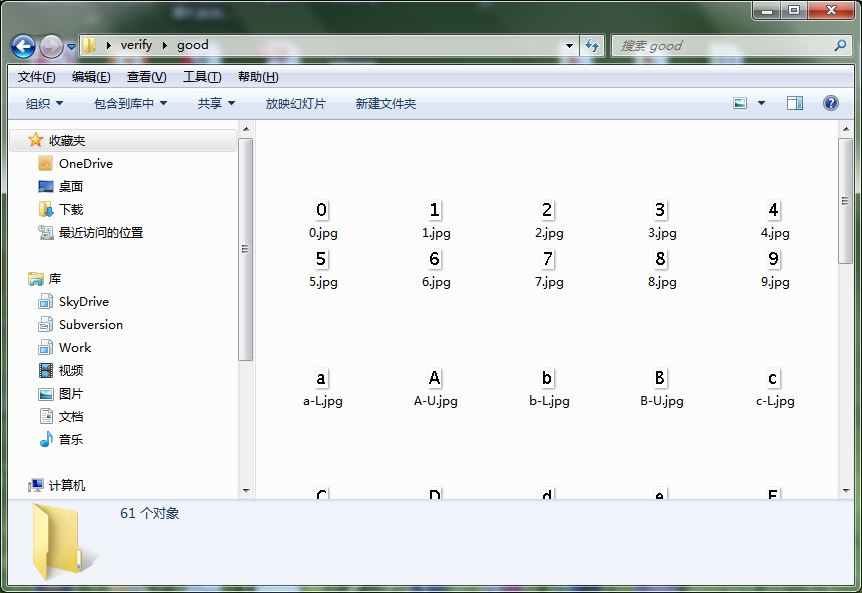 verify
good
搜索 good
文件(F) 编辑(E) 查看(V) 工具(T) 帮助(H)
组织 包含到库中 共享 放映幻灯片 新建文件夹
收藏夹
OneDrive
桌面
下载
最近访问的位置
库
SkyDrive
Subversion
Work
视频
图片
文档
音乐
计算机
0 1 2 3 4
0.jpg 1.jpg 2.jpg 3.jpg 4.jpg
5 6 7 8 9
5.jpg 6.jpg 7.jpg 8.jpg 9.jpg
a A b B c
a-L.jpg A-U.jpg b-L.jpg B-U.jpg c-L.jpg
C D d e E
61 个对象